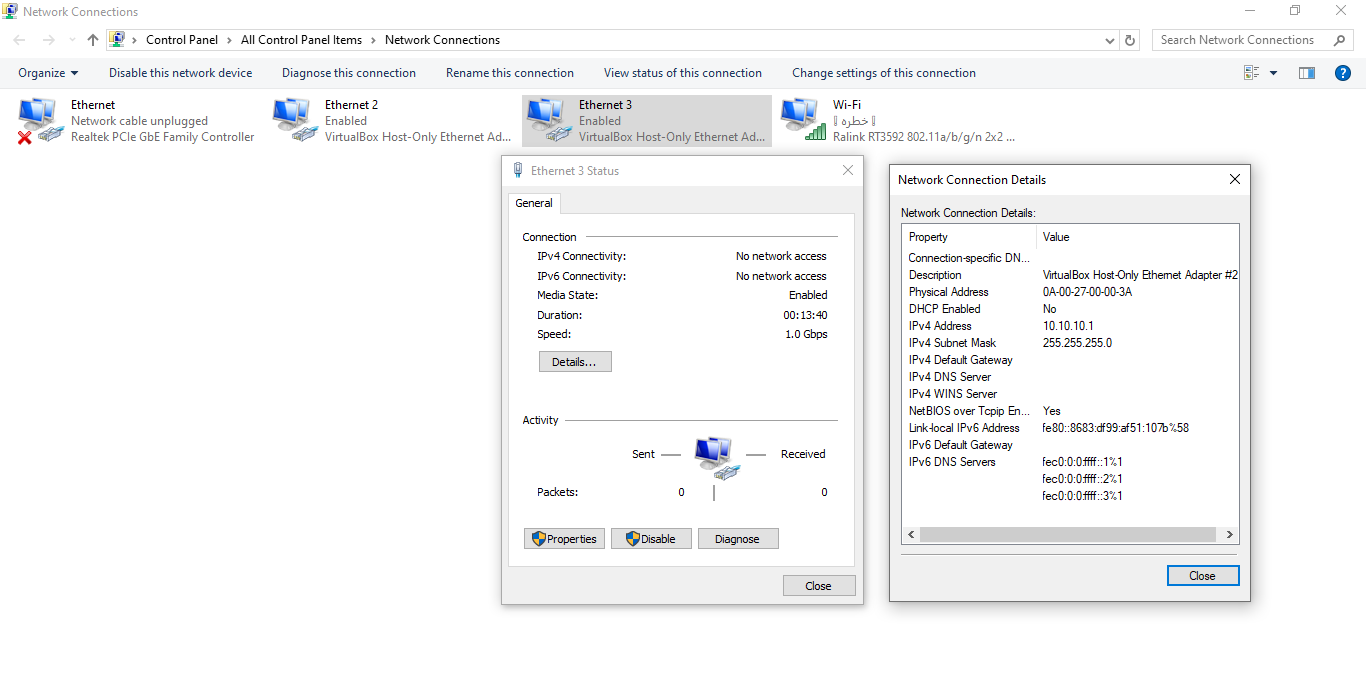 Network Connections
Control Panel › All Control Panel Items › Network Connections
Search Network Connections
Organize
Disable this network device
Diagnose this connection
Rename this connection
View status of this connection
Change settings of this connection
Ethernet
Network cable unplugged
Realtek PCIe GbE Family Controller
Ethernet 2
Enabled
VirtualBox Host-Only Ethernet Ad...
Ethernet 3
Enabled
VirtualBox Host-Only Ethernet Ad...
Wi-Fi
خطره
Ralink RT3592 802.11a/b/g/n 2x2 ...
Ethernet 3 Status
General
Connection
IPv4 Connectivity: No network access
IPv6 Connectivity: No network access
Media State: Enabled
Duration: 00:13:40
Speed: 1.0 Gbps
Details...
Activity
Sent Received
Packets: 0 0
Properties
Disable
Diagnose
Close
Network Connection Details
Network Connection Details:
Property Value
Connection-specific DN...
Description VirtualBox Host-Only Ethernet Adapter #2
Physical Address 0A-00-27-00-00-3A
DHCP Enabled No
IPv4 Address 10.10.10.1
IPv4 Subnet Mask 255.255.255.0
IPv4 Default Gateway
IPv4 DNS Server
IPv4 WINS Server
NetBIOS over Tcpip En... Yes
Link-local IPv6 Address fe80::8683:df99:af51:107b%58
IPv6 Default Gateway
IPv6 DNS Servers fec0:0:0:ffff::1%1
fec0:0:0:ffff::2%1
fec0:0:0:ffff::3%1
Close